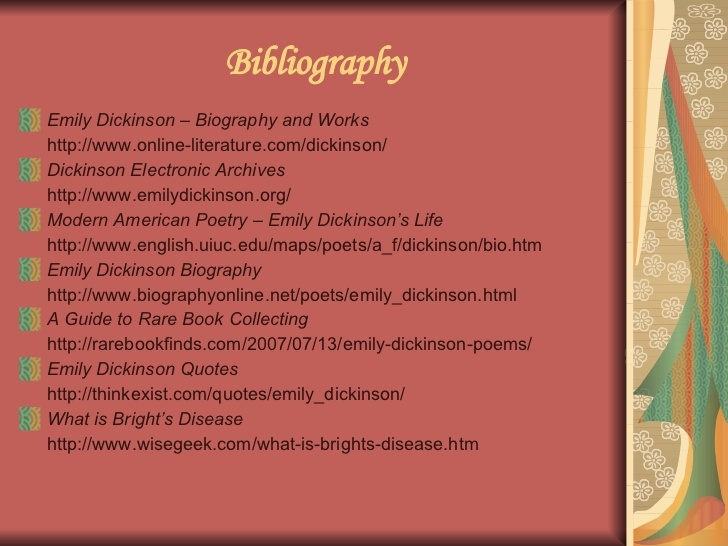 Bibliography
Emily Dickinson – Biography and Works
http://www.online-literature.com/dickinson/
Dickinson Electronic Archives
http://www.emilydickinson.org/
Modern American Poetry – Emily Dickinson’s Life
http://www.english.uiuc.edu/maps/poets/a_f/dickinson/bio.htm
Emily Dickinson Biography
http://www.biographyonline.net/poets/emily_dickinson.html
A Guide to Rare Book Collecting
http://rarebookfinds.com/2007/07/13/emily-dickinson-poems/
Emily Dickinson Quotes
http://thinkexist.com/quotes/emily_dickinson/
What is Bright’s Disease
http://www.wisegeek.com/what-is-brights-disease.htm